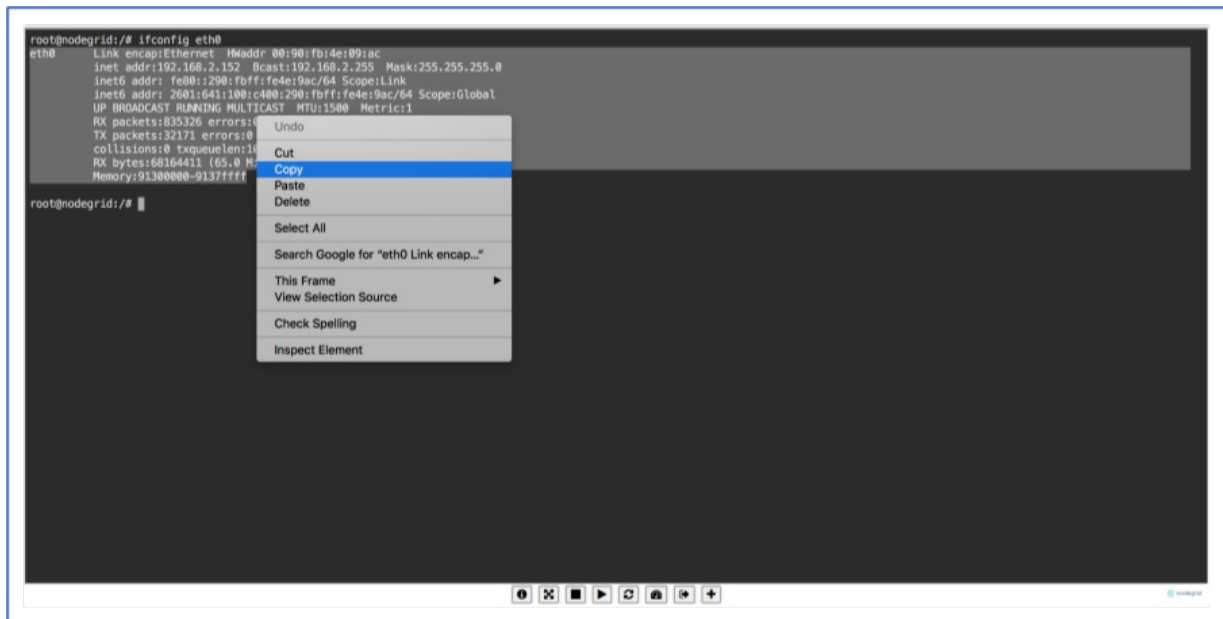 root@nodegrid:/# ifconfig eth0
eth0 Link encap:Ethernet HWaddr 00:90:fb:4e:09:ac
inet addr:192.168.2.152 Bcast:192.168.2.255 Mask:255.255.255.0
inet6 addr: fe80::290:fbff:fe4e:9ac/64 Scope:Link
inet6 addr: 2601:641:100:c400:290:fbff:fe4e:9ac/64 Scope:Global
UP BROADCAST RUNNING MULTICAST MTU:1500 Metric:1
RX packets:835326 errors:
TX packets:32171 errors:0
collisions:0 txqueuelen:
RX bytes:68164411 (65.0
Memory:91300000-9137ffff
root@nodegrid:/#
Undo
Cut
Copy
Paste
Delete
Select All
Search Google for “eth0 Link encap...”
This Frame
View Selection Source
Check Spelling
Inspect Element
nodegrid